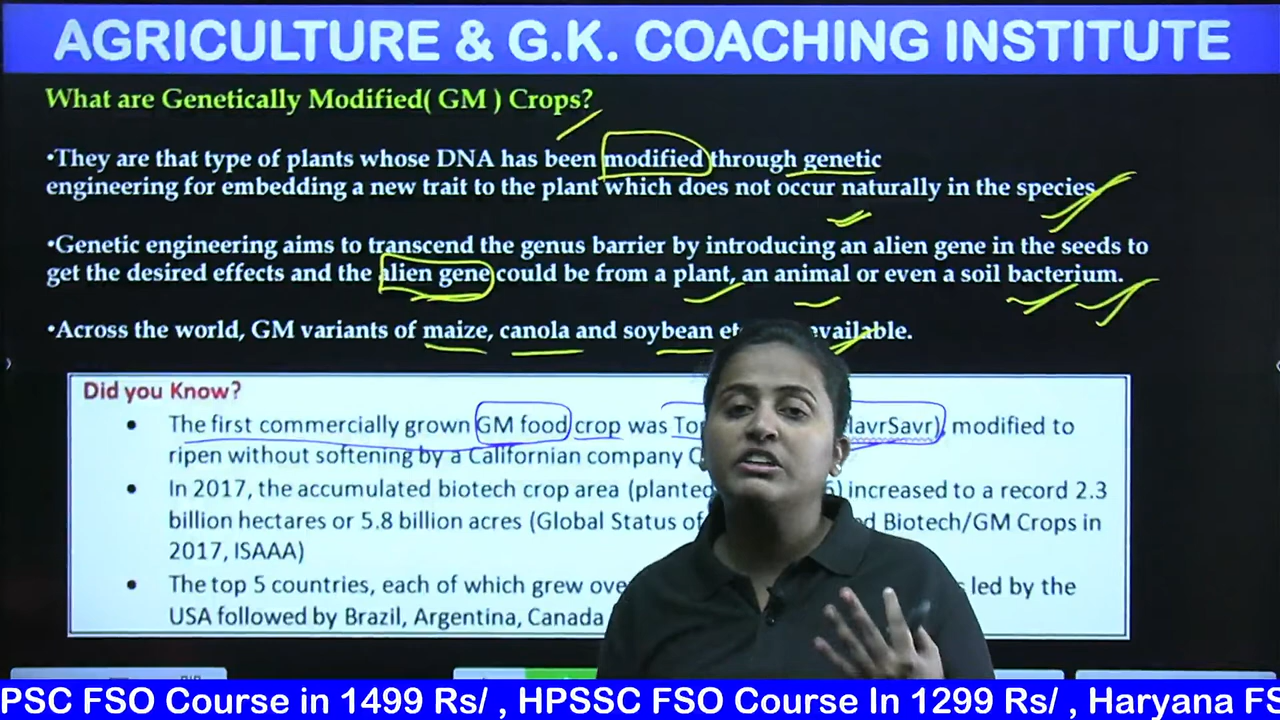 AGRICULTURE & G.K. COACHING INSTITUTE
What are Genetically Modified( GM ) Crops?
•They are that type of plants whose DNA has been modified through genetic
engineering for embedding a new trait to the plant which does not occur naturally in the species.
•Genetic engineering aims to transcend the genus barrier by introducing an alien gene in the seeds to
get the desired effects and the alien gene could be from a plant, an animal or even a soil bacterium.
•Across the world, GM variants of maize, canola and soybean available.
Did you Know?
• The first commercially grown GM food crop was modified to
ripen without softening by a Californian company
• In 2017, the accumulated biotech crop area increased to a record 2.3
billion hectares or 5.8 billion acres (Global Status of Biotech/GM Crops in
2017, ISAAA)
• The top 5 countries, each of which grew led by the
USA followed by Brazil, Argentina, Canada
PSC FSO Course in 1499 Rs/ , HPSSC FSO Course In 1299 Rs/ , Haryana FS